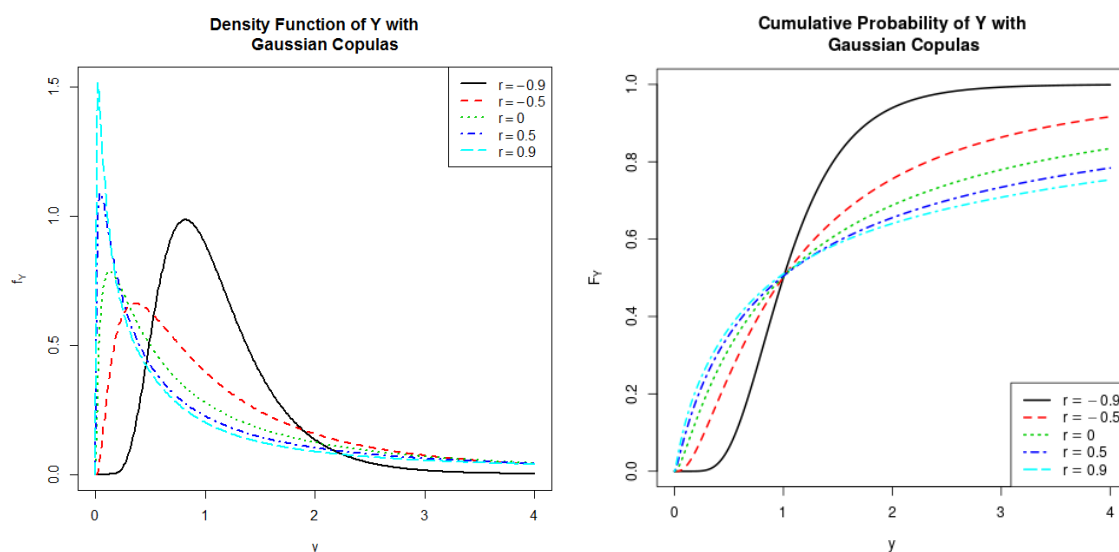 Density Function of Y with
Gaussian Copulas
1.5
1.0
0.5
0.0
f_Y
r = −0.9
r = −0.5
r = 0
r = 0.5
r = 0.9
0 1 2 3 4
y
Cumulative Probability of Y with
Gaussian Copulas
1.0
0.8
0.6
0.4
0.2
0.0
F_Y
r = −0.9
r = −0.5
r = 0
r = 0.5
r = 0.9
0 1 2 3 4
y